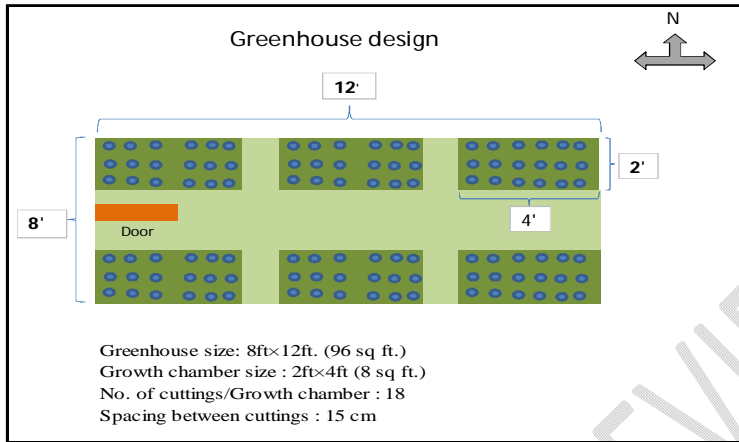 N
Greenhouse design
12'
2'
8'
4'
Door
Greenhouse size: 8ft×12ft. (96 sq ft.)
Growth chamber size : 2ft×4ft (8 sq ft.)
No. of cuttings/Growth chamber : 18
Spacing between cuttings : 15 cm